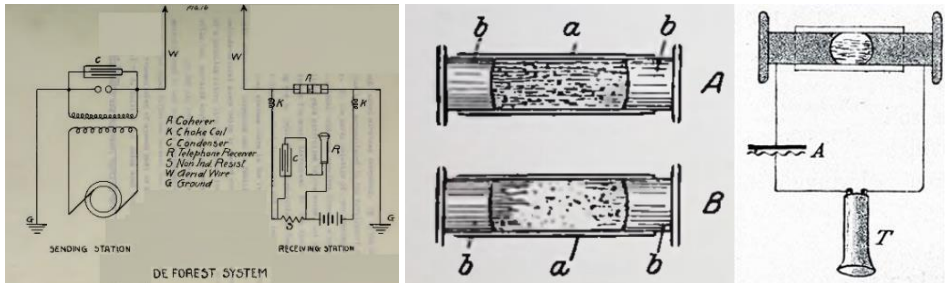 C
W
W
A
K
K
A Coherer
K Choke Coil
C Condenser
R Telephone Receiver
S Non Ind. Resist.
W Aerial Wire
G Ground
C
R
S
G
G
SENDING STATION
RECEIVING STATION
DE FOREST SYSTEM
b
a
b
A
B
b
a
b
A
T